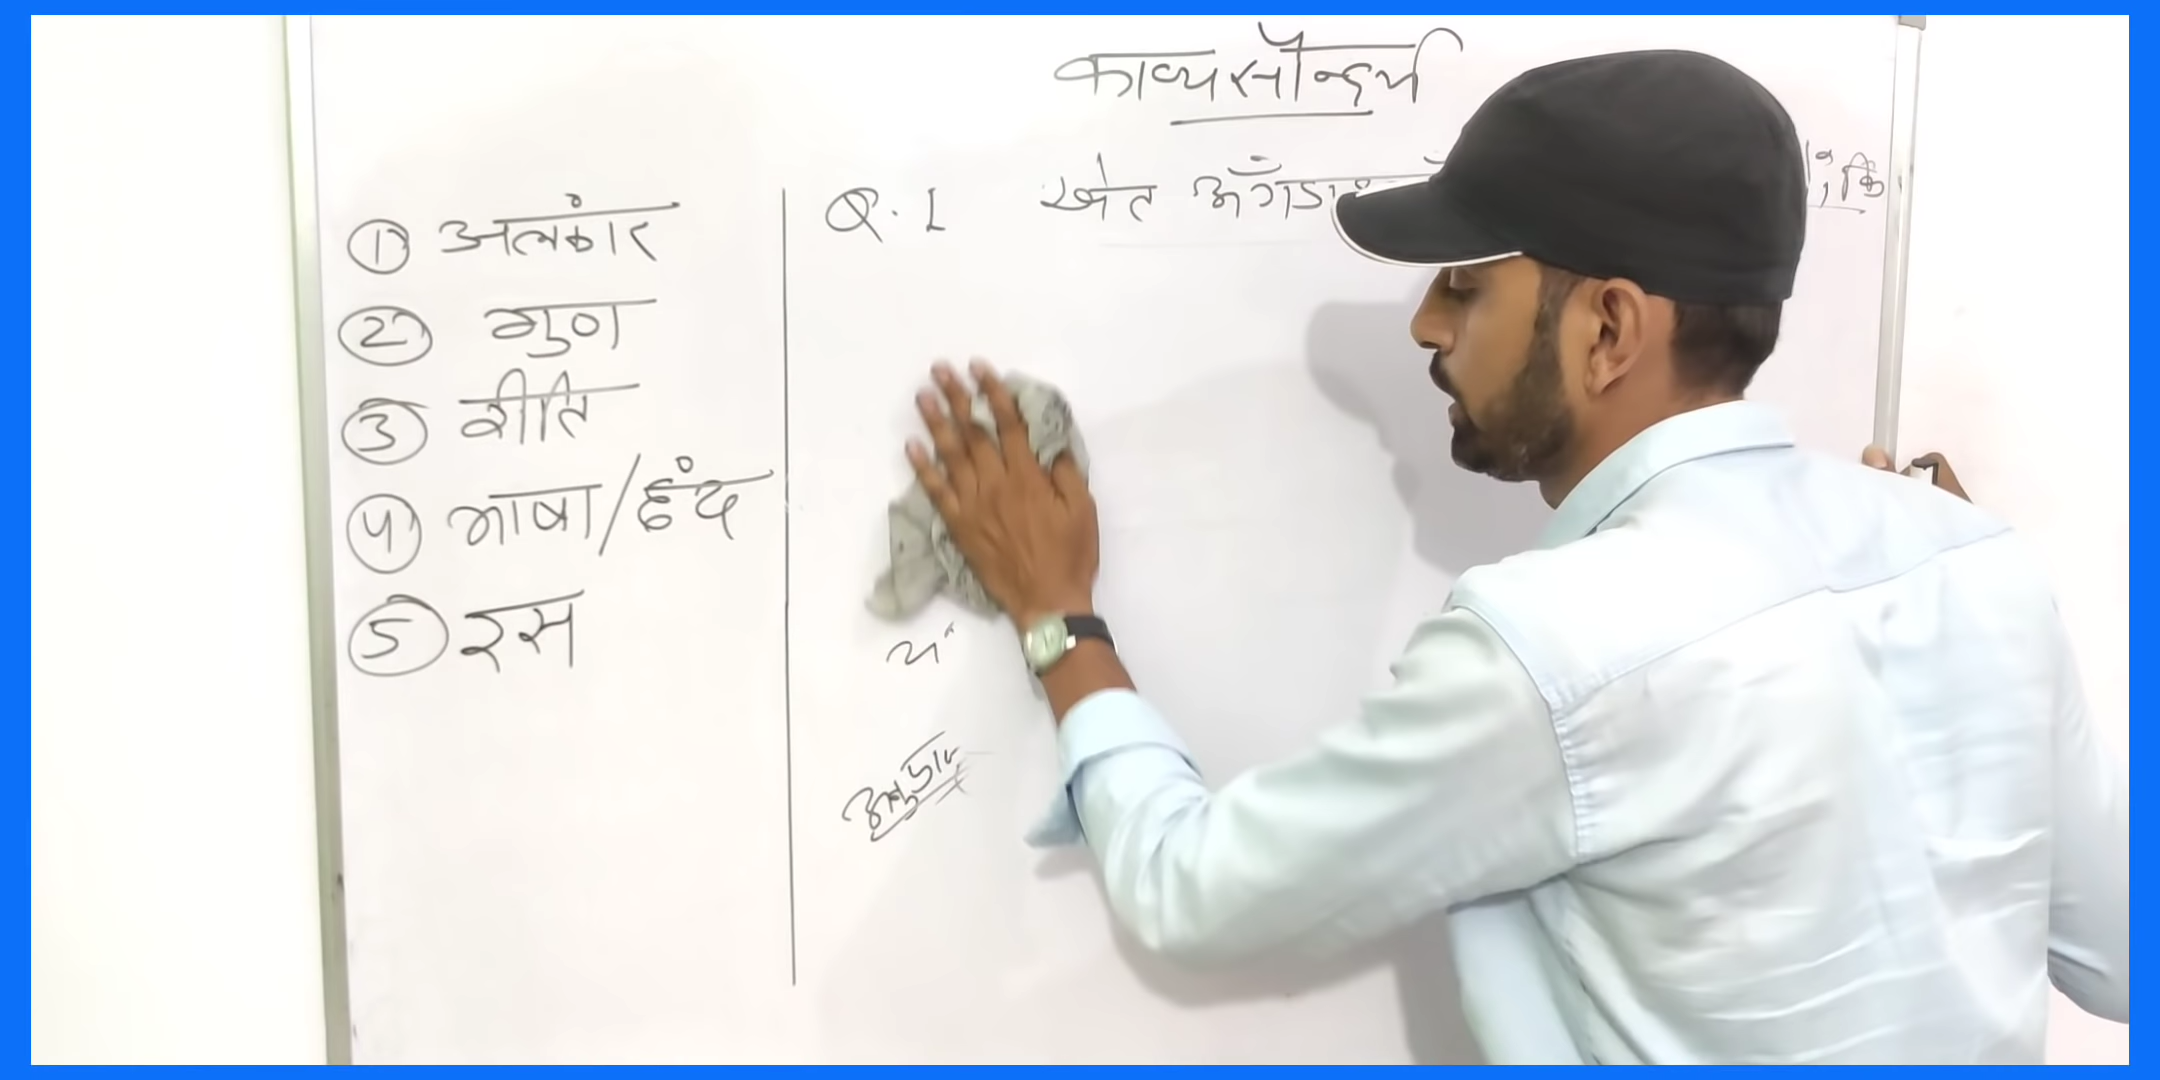 काव्यसौन्दर्य
① अलंकार
② गुण
③ रीति
④ भाषा/छंद
⑤ रस
Q.1 खेत